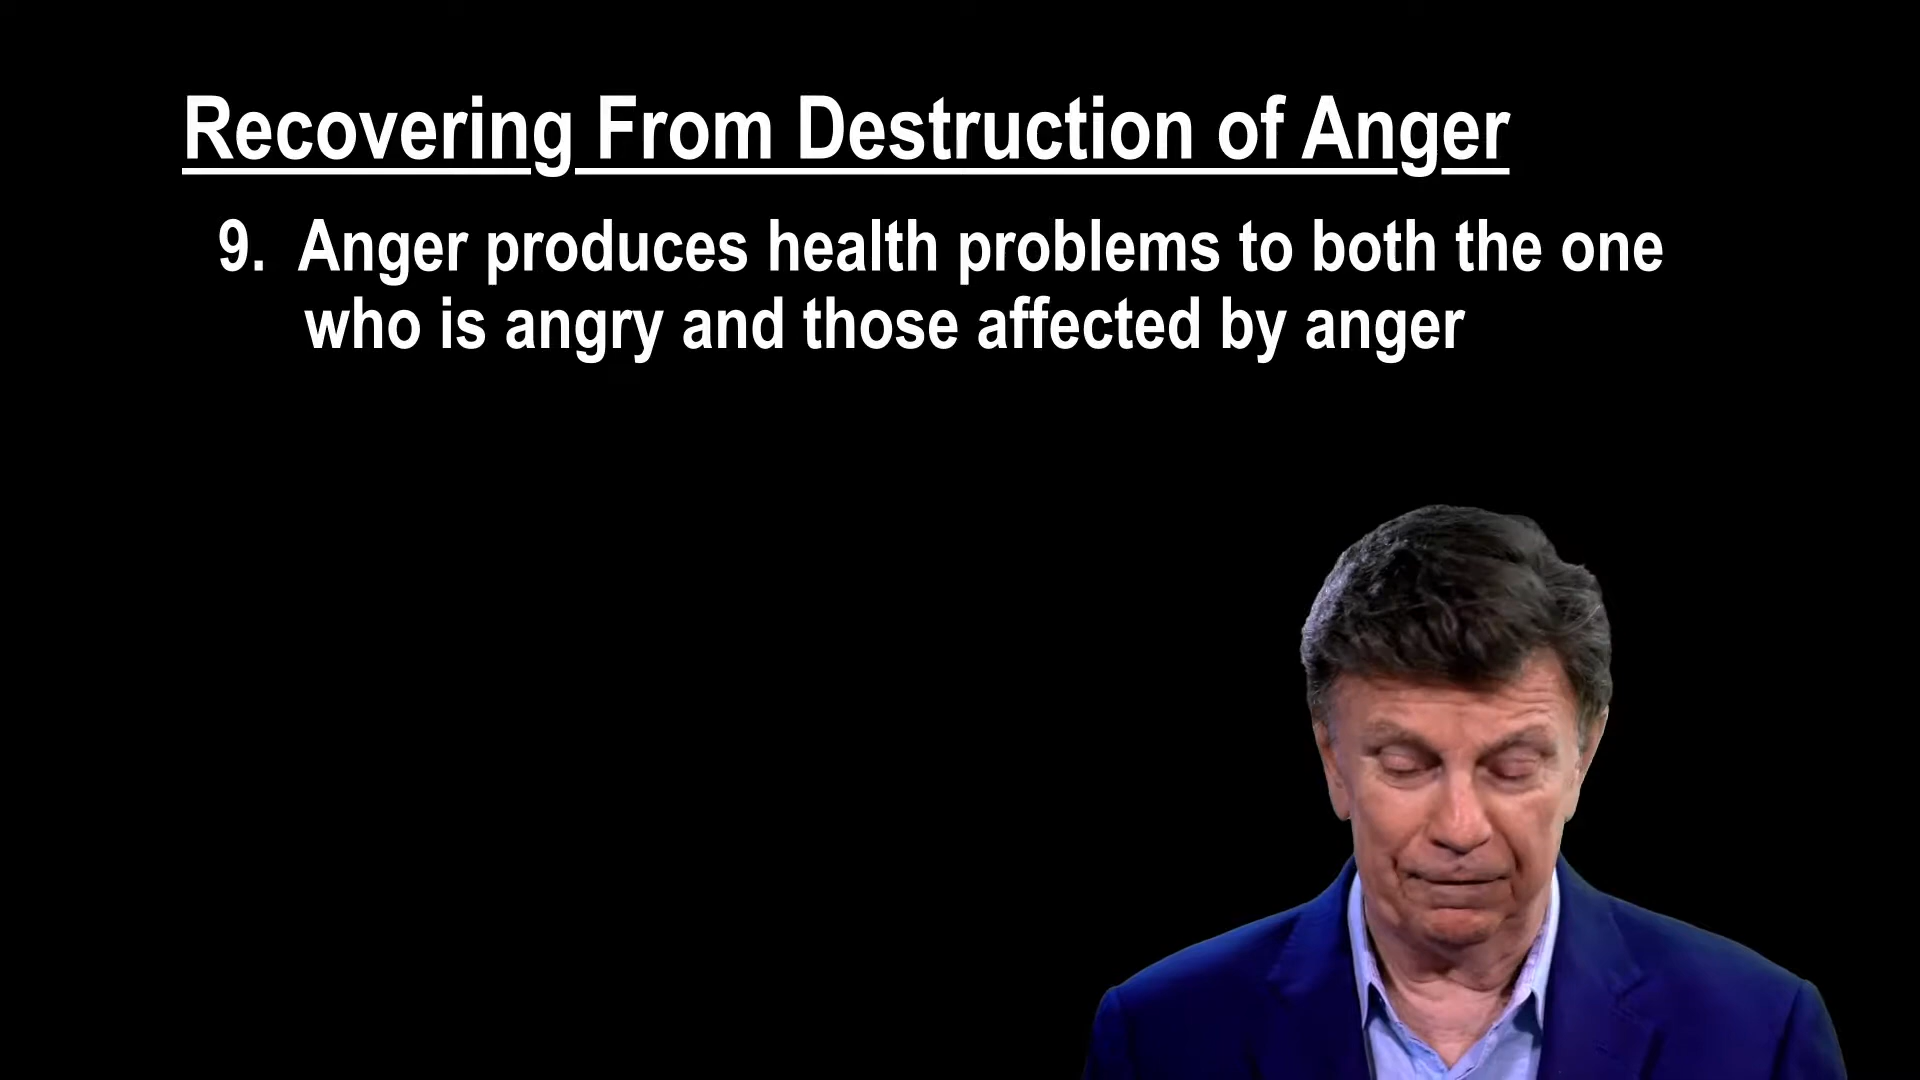 Recovering From Destruction of Anger
9. Anger produces health problems to both the one
who is angry and those affected by anger